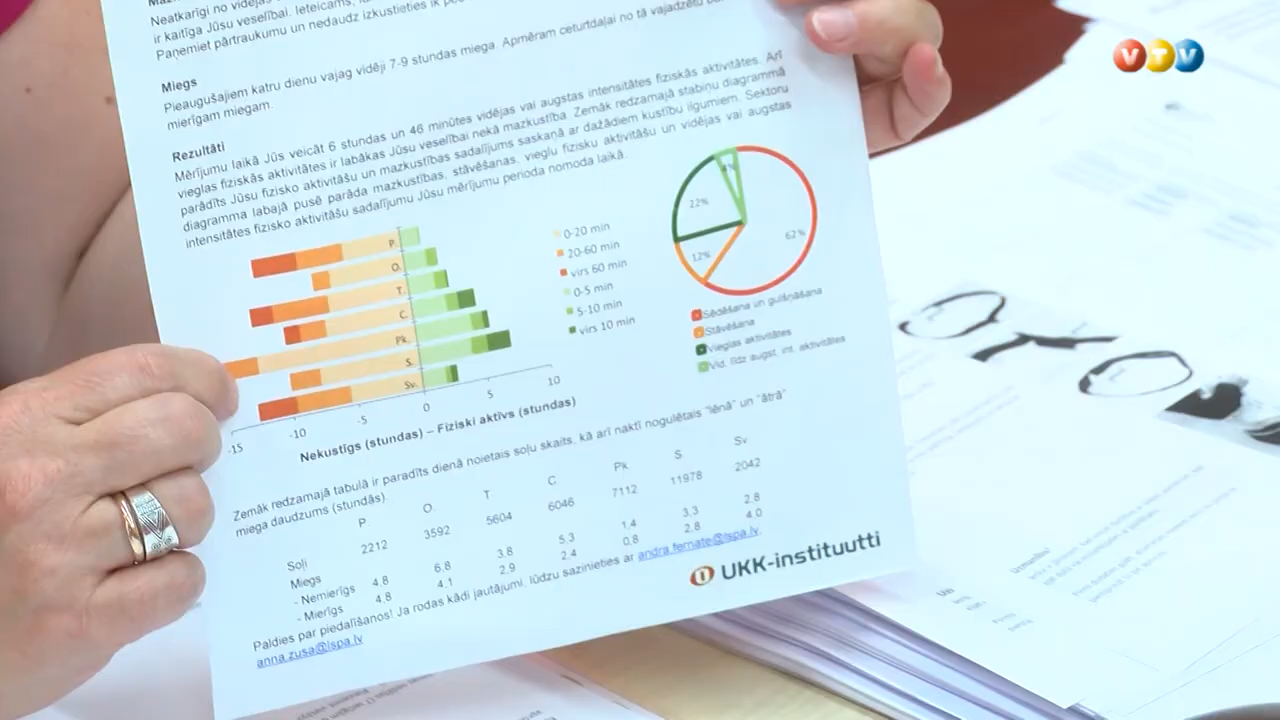 Neatkarīgi no vidējās
ir kaitīga Jūsu veselībai. Ieteicams,
Paņemiet pārtraukumu un nedaudz izkustieties ik
Miegs
Pieaugušajiem katru dienu vajag vidēji 7-9 stundas miega. Apmēram ceturtdaļai no tā vajadzētu
mierīgam miegam.
Rezultāti
Mērījumu laikā Jūs veicāt 6 stundas un 46 minūtes vidējas vai augstas intensitātes fiziskās aktivitātes. Arī
vieglas fiziskās aktivitātes ir labākas Jūsu veselībai nekā mazkustība. Zemāk redzamajā stabiņu diagrammā
parādīts Jūsu fizisko aktivitāšu un mazkustības sadalījums saskaņā ar dažādiem kustību ilgumiem. Sektoru
diagramma labajā pusē parāda mazkustības, stāvēšanas, vieglu fizisku aktivitāšu un vidējas vai augstas
intensitātes fizisko aktivitāšu sadalījumu Jūsu mērījumu perioda nomoda laikā.
P.
O.
T.
C.
Pk.
S.
Sv.
-15 -10 -5 0 5 10
Nekustīgs (stundas) – Fiziski aktīvs (stundas)
0-20 min
20-60 min
virs 60 min
0-5 min
5-10 min
virs 10 min
4%
22%
62%
12%
Sēdēšana un gulšņāšana
Stāvēšana
Vieglas aktivitātes
Vid. līdz augst. int. aktivitātes
Zemāk redzamajā tabulā ir paradīts dienā noietais soļu skaits, kā arī naktī nogulētais "lēnā" un "ātrā"
miega daudzums (stundās).
P O. T C. Pk S Sv
Soļi 2212 3592 5604 6046 7112 11978 2042
Miegs
- Nemierīgs 4.8 6.8 3.8 5.3 1.4 3.3 2.8
- Mierīgs 4.8 4.1 2.9 2.4 0.8 2.8 4.0
Paldies par piedalīšanos! Ja rodas kādi jautājumi, lūdzu sazinieties ar andra.fernate@lspa.lv,
anna.zusa@lspa.lv
UKK-instituutti
VTV